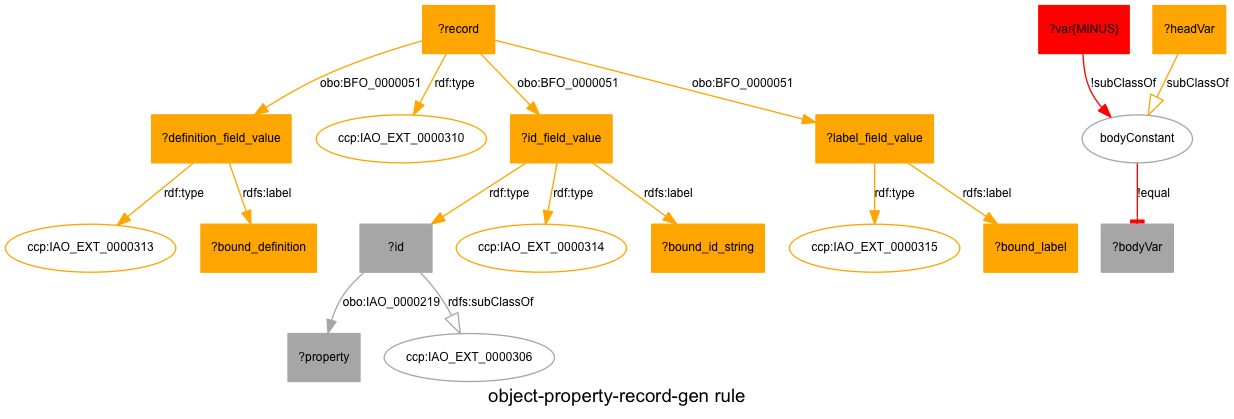 ?record
?var{MINUS}
?headVar
obo:BFO_0000051
rdf:type
obo:BFO_0000051
obo:BFO_0000051
!subClassOf
subClassOf
?definition_field_value
ccp:IAO_EXT_0000310
?id_field_value
?label_field_value
bodyConstant
rdf:type
rdfs:label
rdf:type
rdf:type
rdfs:label
rdf:type
rdfs:label
!equal
ccp:IAO_EXT_0000313
?bound_definition
?id
ccp:IAO_EXT_0000314
?bound_id_string
ccp:IAO_EXT_0000315
?bound_label
?bodyVar
obo:IAO_0000219
rdfs:subClassOf
?property
ccp:IAO_EXT_0000306
object-property-record-gen rule